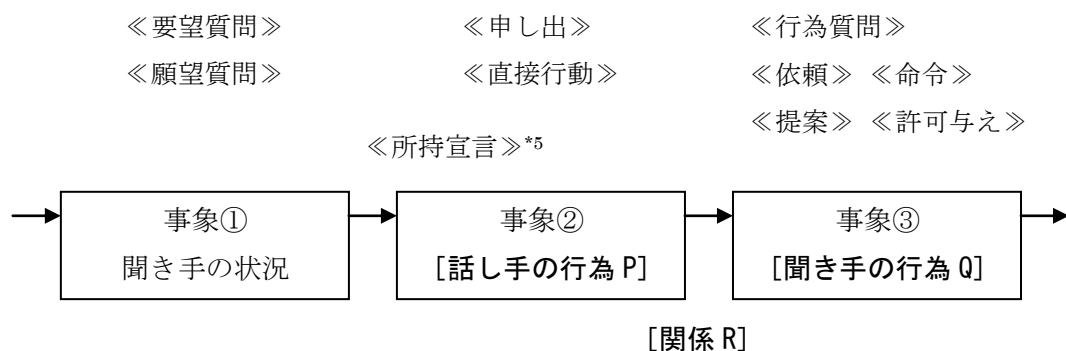 ≪要望質問≫ ≪申し出≫ ≪行為質問≫
≪願望質問≫ ≪直接行動≫ ≪依頼≫ ≪命令≫
≪提案≫ ≪許可与え≫
≪所持宣言≫*5
事象① 事象② 事象③
聞き手の状況 [話し手の行為 P] [聞き手の行為 Q]
[関係 R]